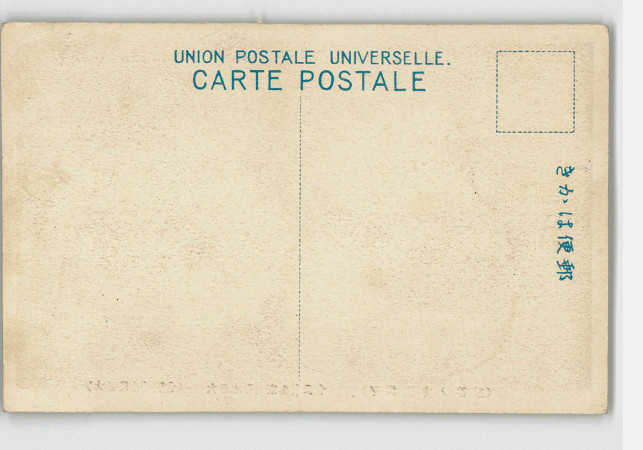 UNION POSTALE UNIVERSELLE.
CARTE POSTALE
きかは便郵